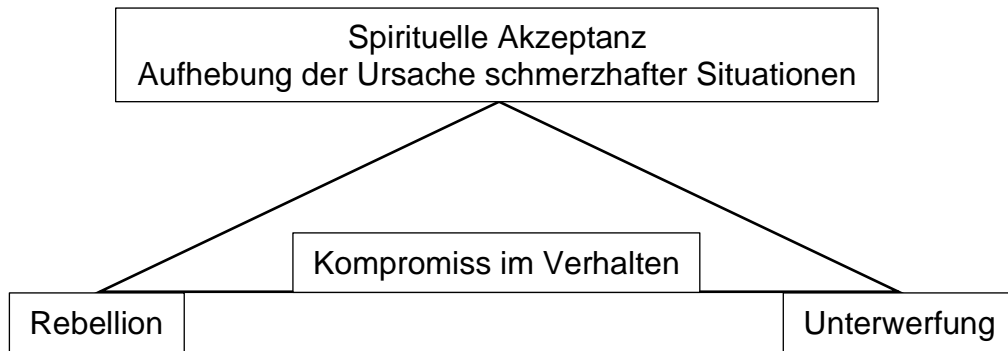 Spirituelle Akzeptanz
Aufhebung der Ursache schmerzhafter Situationen
Kompromiss im Verhalten
Rebellion
Unterwerfung